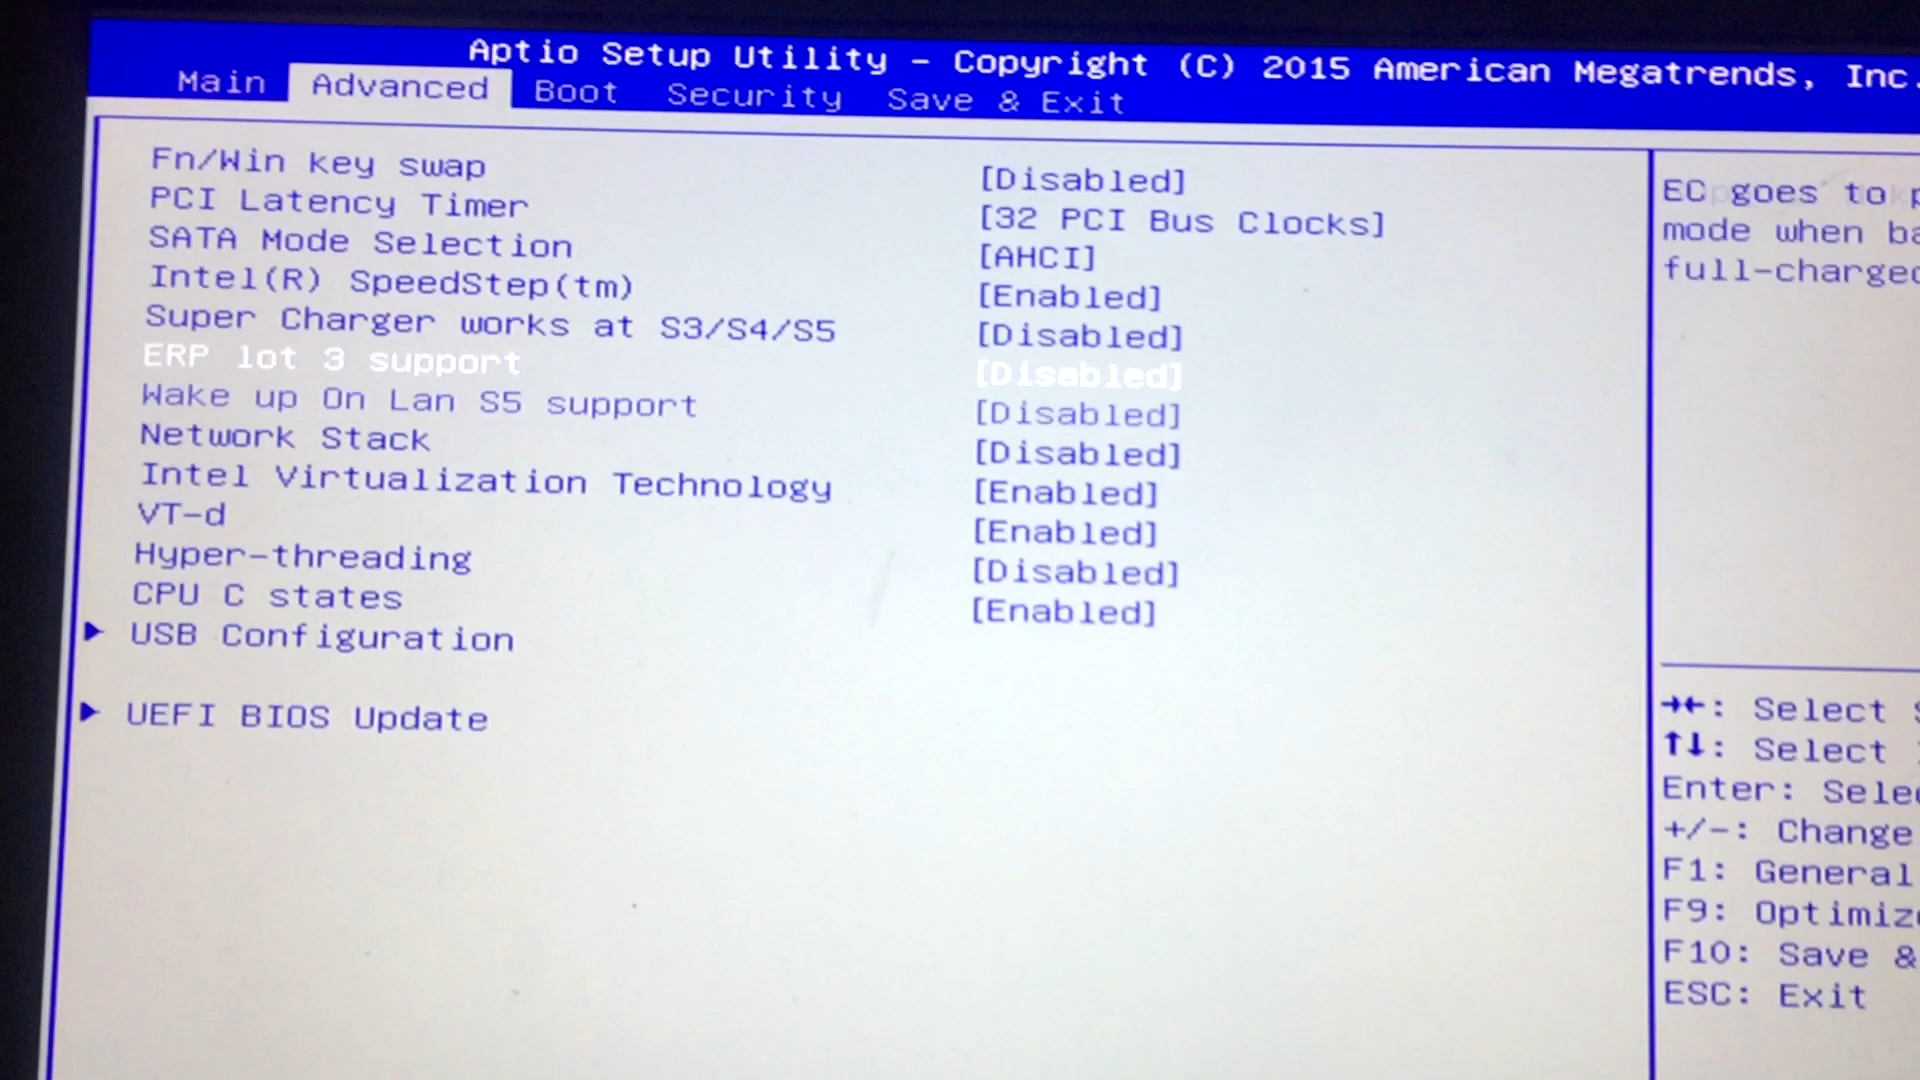 Aptio Setup Utility - Copyright (C) 2015 American Megatrends, Inc.
Main Advanced Boot Security Save & Exit
Fn/Win key swap [Disabled]
PCI Latency Timer [32 PCI Bus Clocks]
SATA Mode Selection [AHCI]
Intel(R) SpeedStep(tm) [Enabled]
Super Charger works at S3/S4/S5 [Disabled]
ERP lot 3 support [Disabled]
Wake up On Lan S5 support [Disabled]
Network Stack [Disabled]
Intel Virtualization Technology [Enabled]
VT-d [Enabled]
Hyper-threading [Disabled]
CPU C states [Enabled]
USB Configuration
UEFI BIOS Update
EC goes to
mode when
full-charged
→←: Select
↑↓: Select
Enter:
+/-: Change
F1: General
F9:
F10: Save &
ESC: Exit